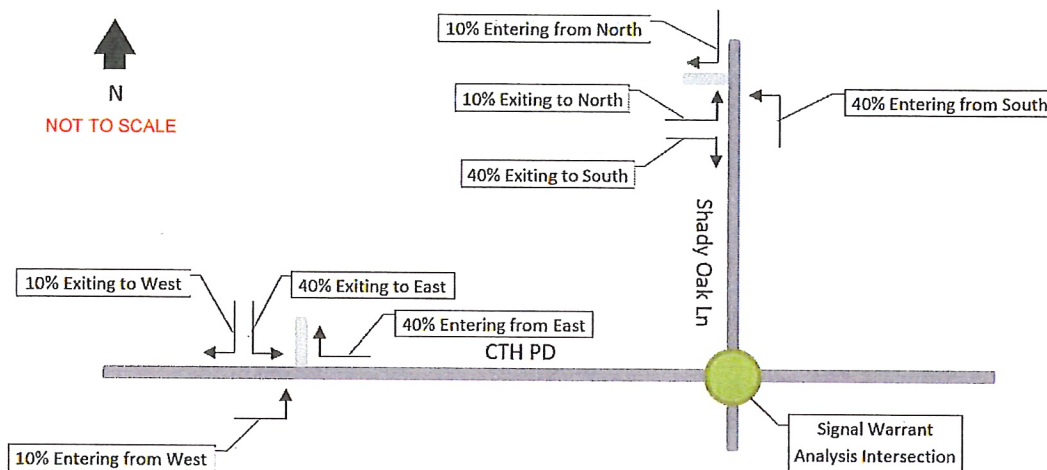 10% Entering from North
N
NOT TO SCALE
10% Exiting to North
40% Entering from South
40% Exiting to South
Shady Oak Ln
10% Exiting to West
40% Exiting to East
40% Entering from East
CTH PD
10% Entering from West
Signal Warrant
Analysis Intersection